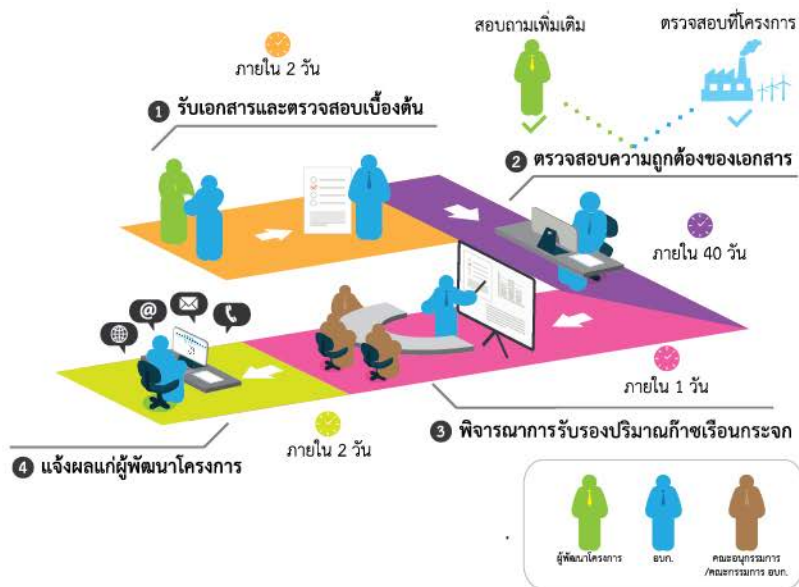 สอบถามเพิ่มเติม
ตรวจสอบที่โครงการ
ภายใน 2 วัน
1 รับเอกสารและตรวจสอบเบื้องต้น
2 ตรวจสอบความถูกต้องของเอกสาร
ภายใน 40 วัน
@
ภายใน 1 วัน
3 พิจารณาการรับรองปริมาณก๊าซเรือนกระจก
ภายใน 2 วัน
4 แจ้งผลแก่ผู้พัฒนาโครงการ
ผู้พัฒนาโครงการ
อบก.
คณะอนุกรรมการ
/คณะกรรมการ อบก.